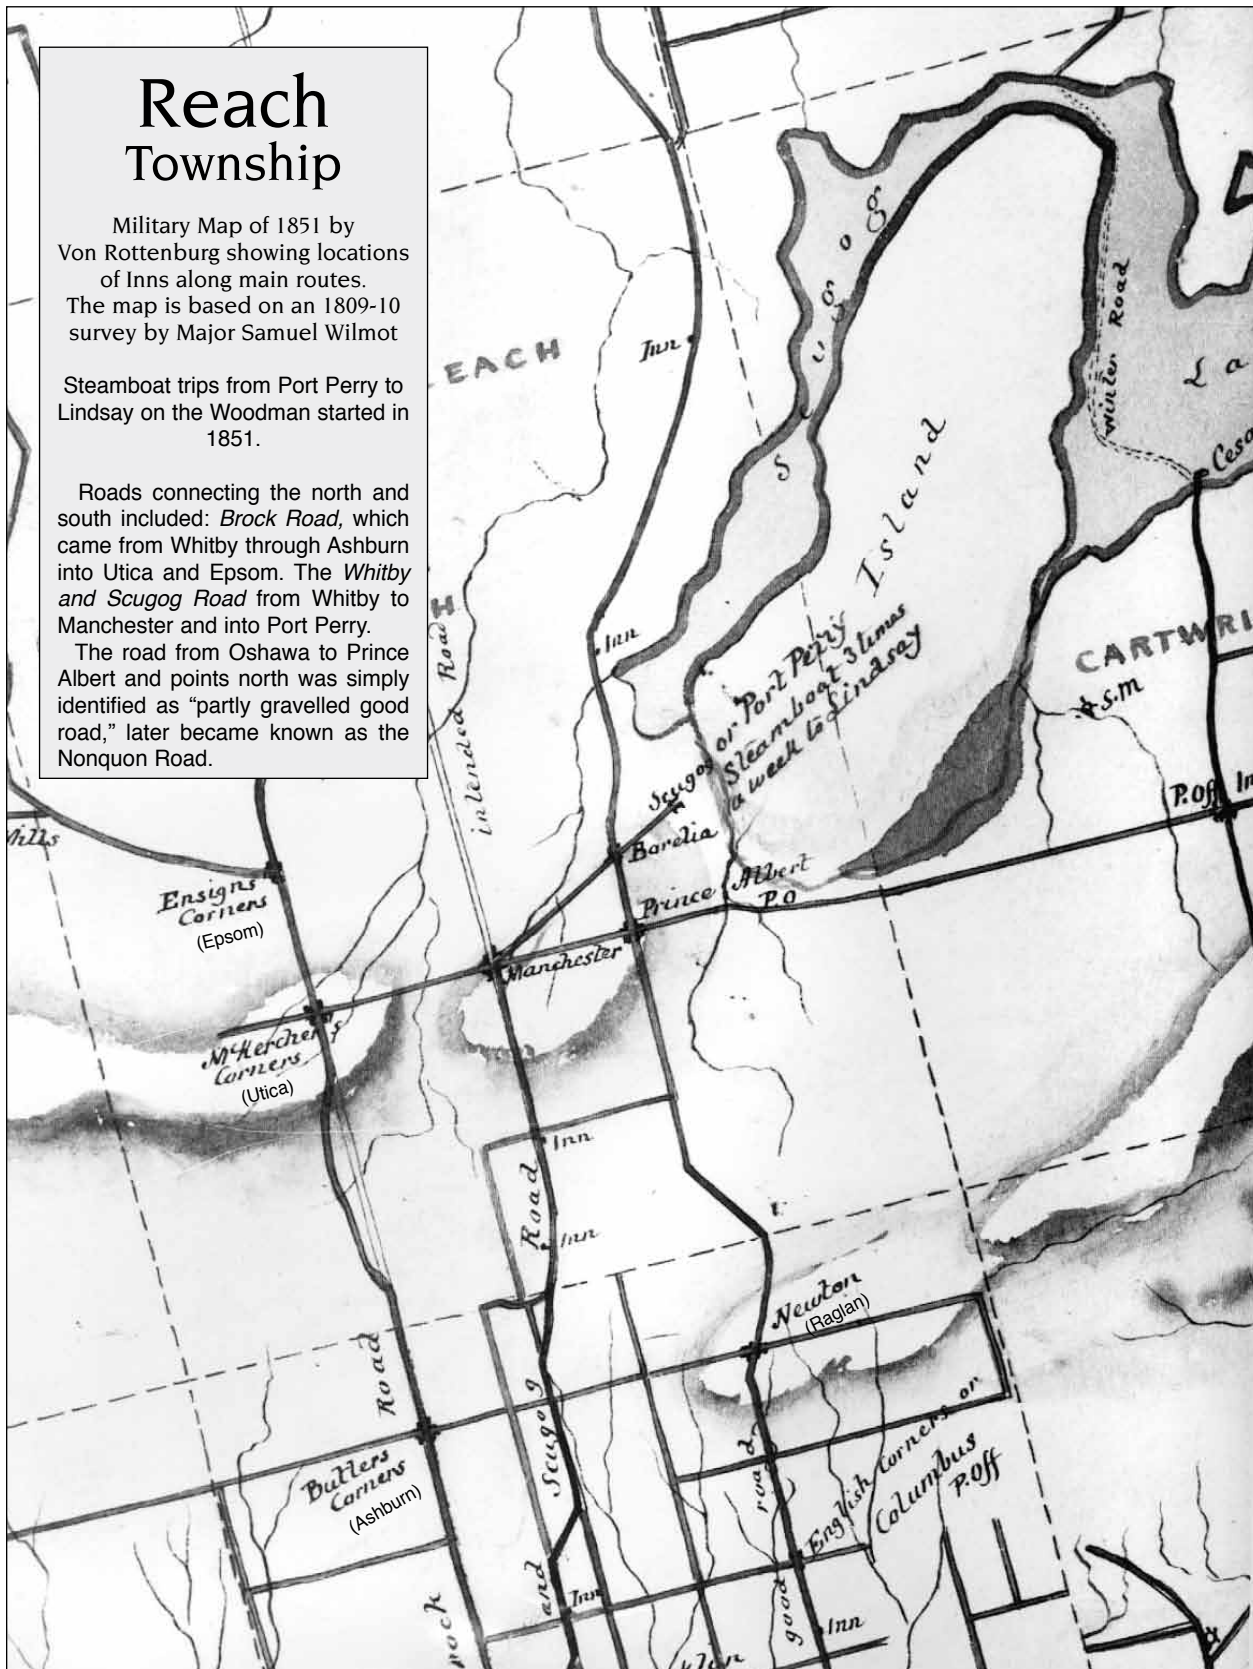 Reach
Township
Military Map of 1851 by
Von Rottenburg showing locations
of Inns along main routes.
The map is based on an 1809-10
survey by Major Samuel Wilmot
Steamboat trips from Port Perry to
Lindsay on the Woodman started in
1851.
Roads connecting the north and
south included: Brock Road, which
came from Whitby through Ashburn
into Utica and Epsom. The Whitby
and Scugog Road from Whitby to
Manchester and into Port Perry.
The road from Oshawa to Prince
Albert and points north was simply
identified as “partly gravelled good
road,” later became known as the
Nonquon Road.
EACH
Inn
Scugog
Winter Road
La
Island
Inn
H
intended Road
CARTWRI
S.M
Scugog or Port Perry
Steamboat 3 times
a week to Lindsay
P.Off In
Mills
Barelia
Ensigns
Corners
(Epsom)
Prince Albert
P.O
Manchester
McKerchers
Corners
(Utica)
Inn
Road
Inn
Newton
(Raglan)
Road
Scugog
Butlers
Corners
(Ashburn)
road
English Corners or
Columbus
P.Off
and
Inn
good
Inn